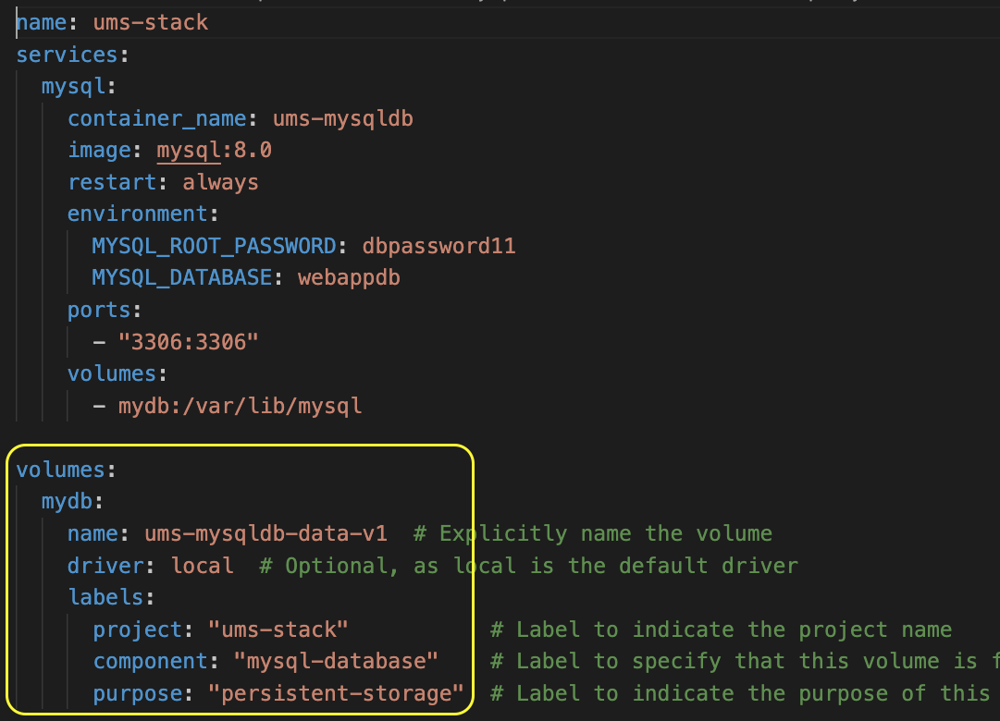 name: ums-stack
services:
  mysql:
    container_name: ums-mysqldb
    image: mysql:8.0
    restart: always
    environment:
      MYSQL_ROOT_PASSWORD: dbpassword11
      MYSQL_DATABASE: webappdb
    ports:
      - "3306:3306"
    volumes:
      - mydb:/var/lib/mysql
volumes:
  mydb:
    name: ums-mysqldb-data-v1  # Explicitly name the volume
    driver: local  # Optional, as local is the default driver
    labels:
      project: "ums-stack"           # Label to indicate the project name
      component: "mysql-database"    # Label to specify that this volume is
      purpose: "persistent-storage"  # Label to indicate the purpose of this